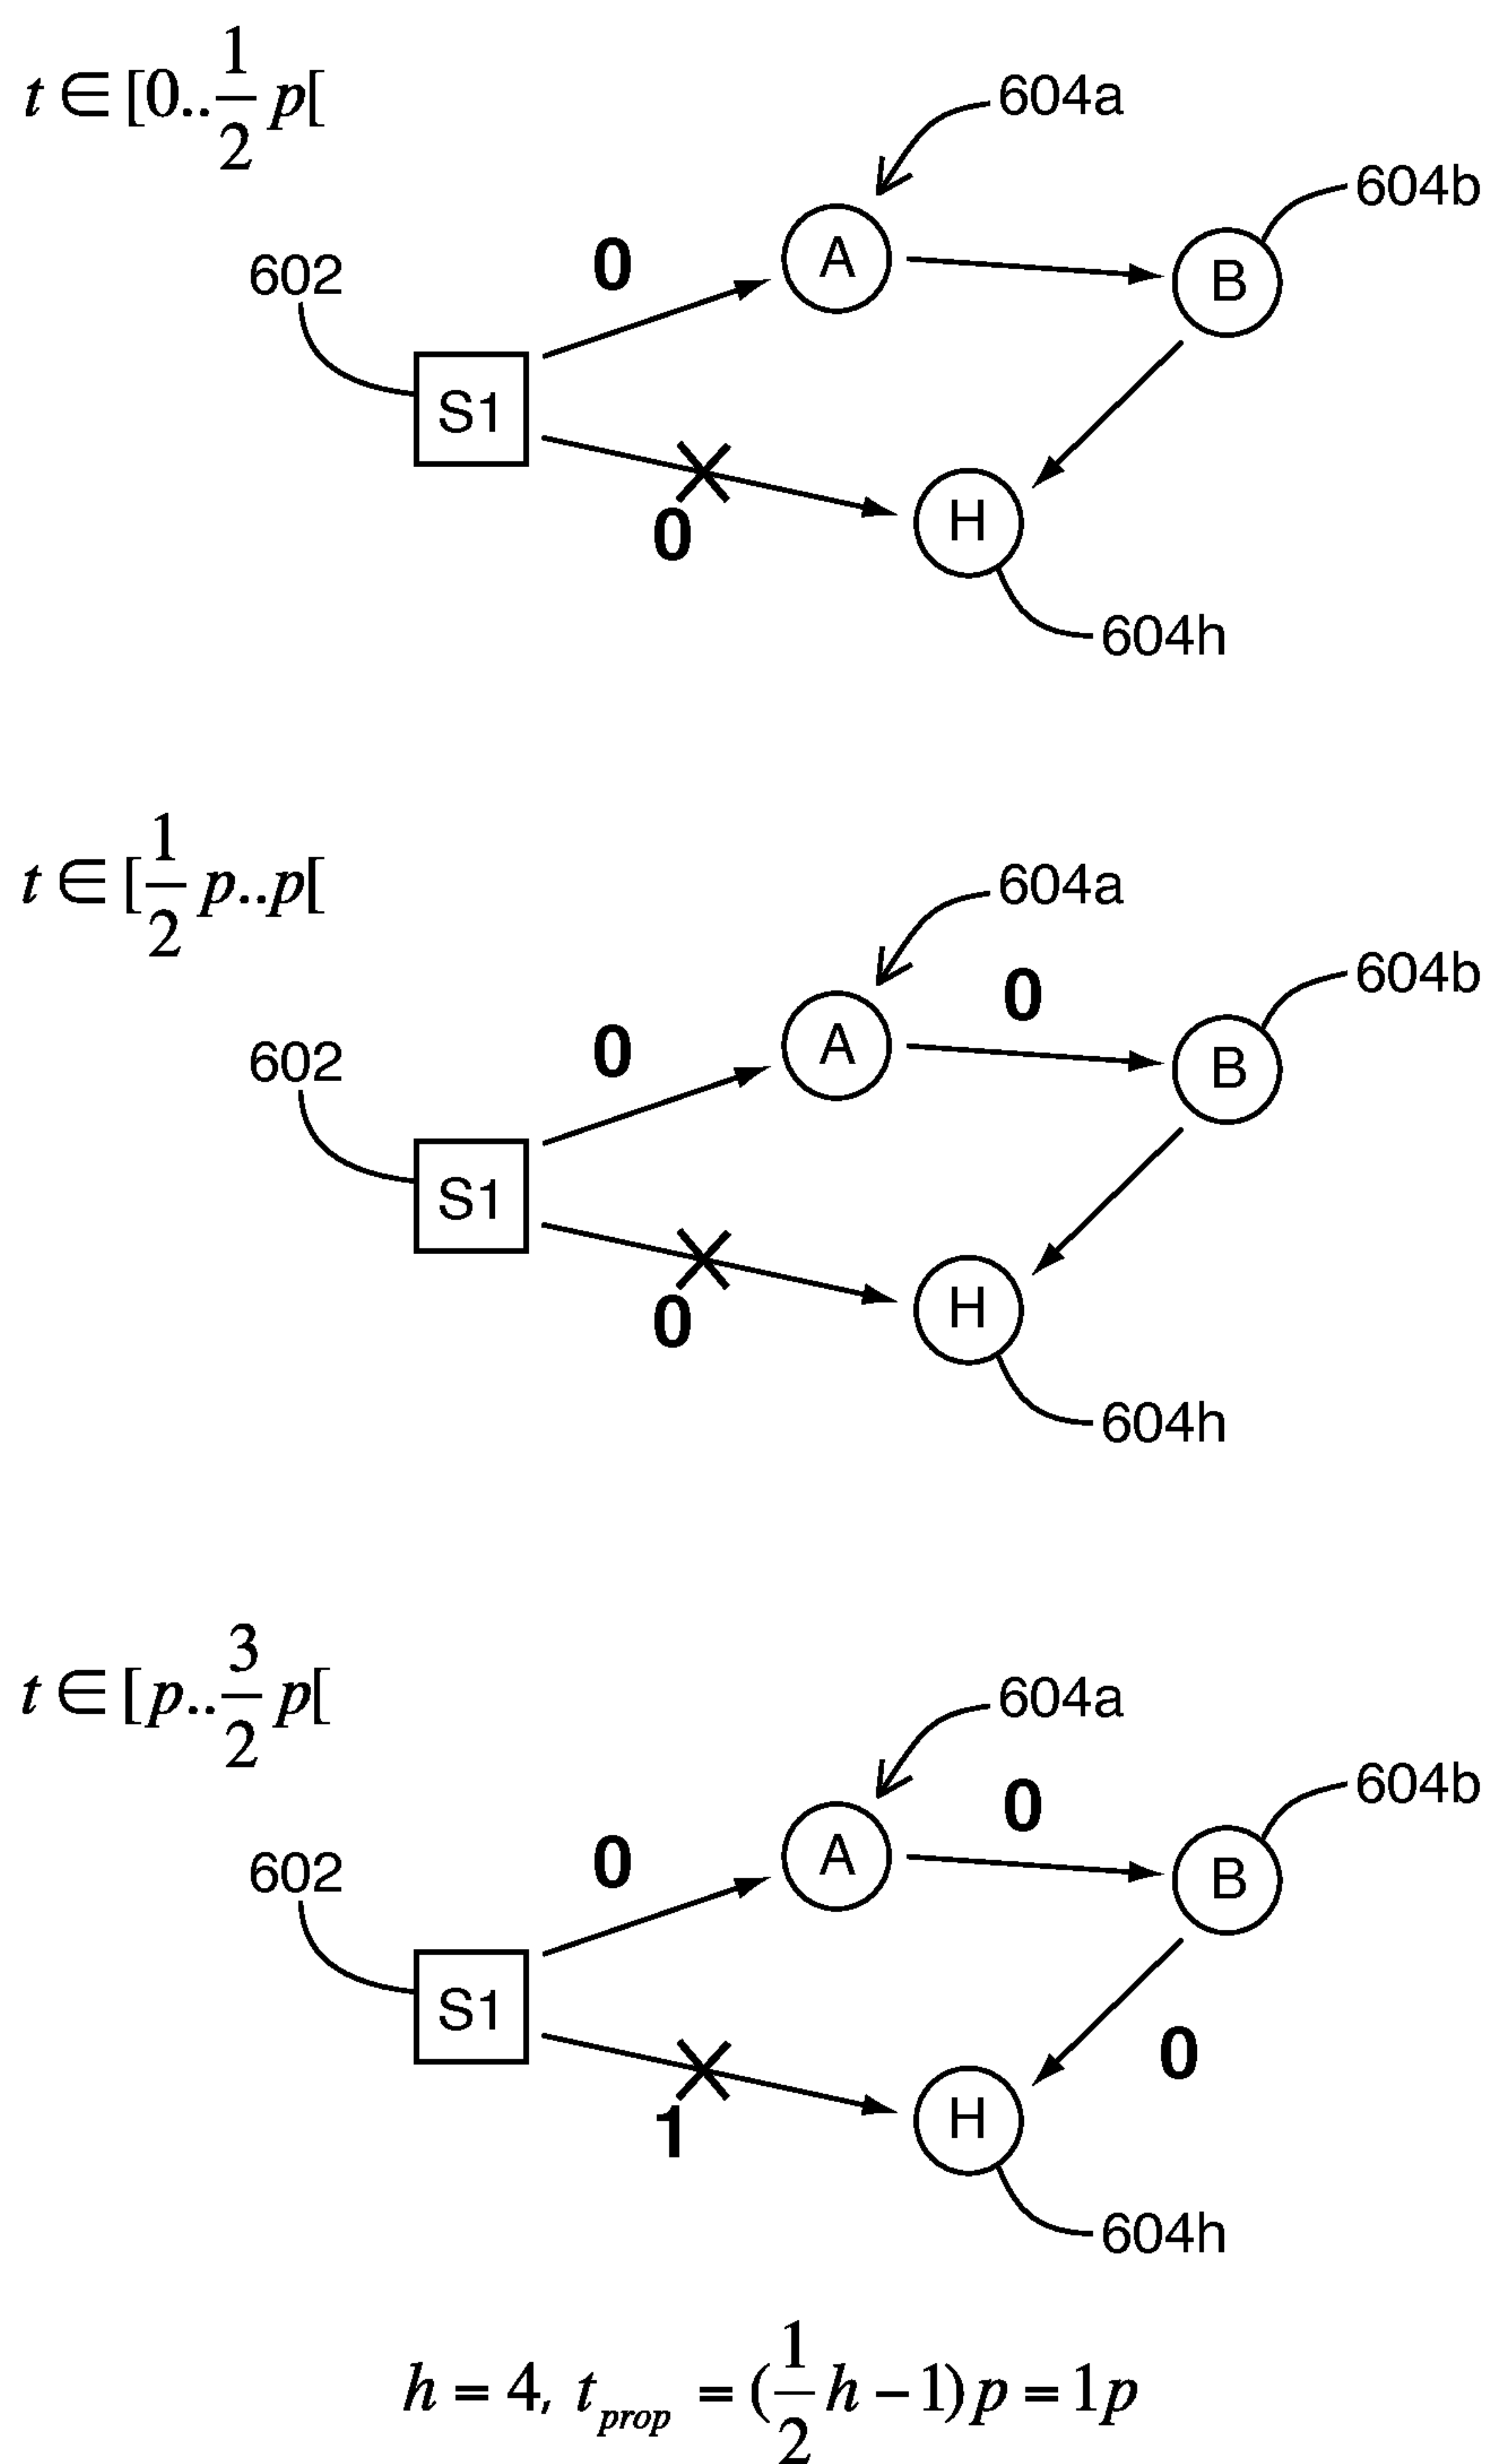 t ∈ [0..1/2 p[
604a
604b
0
A
B
602
S1
0
H
604h
t ∈ [1/2 p..p[
604a
604b
0
0
A
B
602
S1
0
H
604h
t ∈ [p..3/2 p[
604a
604b
0
0
A
B
602
S1
0
1
H
604h
h = 4, t_prop = (1/2 h − 1) p = 1p